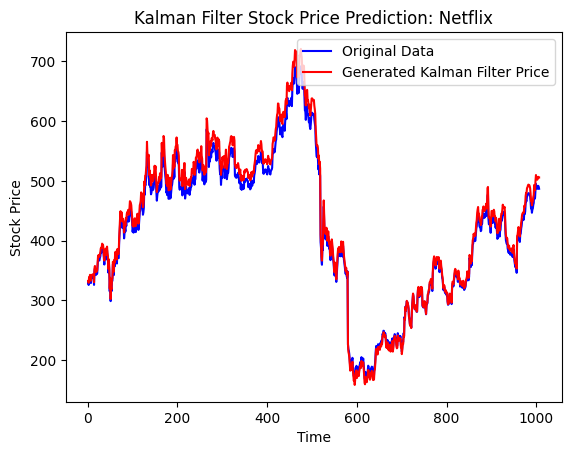 Kalman Filter Stock Price Prediction: Netflix
Original Data
Generated Kalman Filter Price
Stock Price
700
600
500
400
300
200
0
200
400
600
800
1000
Time